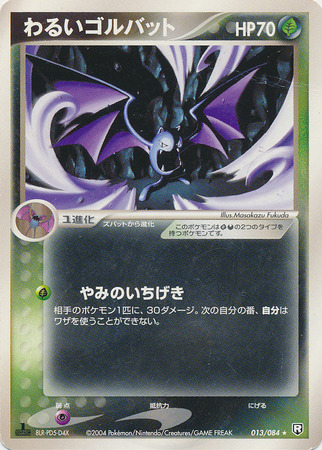 わるいゴルバット HP70
Illus.Masakazu Fukuda
1進化 ズバットから進化
このポケモンは の2つのタイプを
持つポケモンです。
やみのいちげき
相手のポケモン1匹に、30ダメージ。次の自分の番、自分は
ワザを使うことができない。
弱点 抵抗力 にげる
1 BLR-PD5-D4X ©2004 Pokémon/Nintendo/Creatures/GAME FREAK. 013/084 ★ R